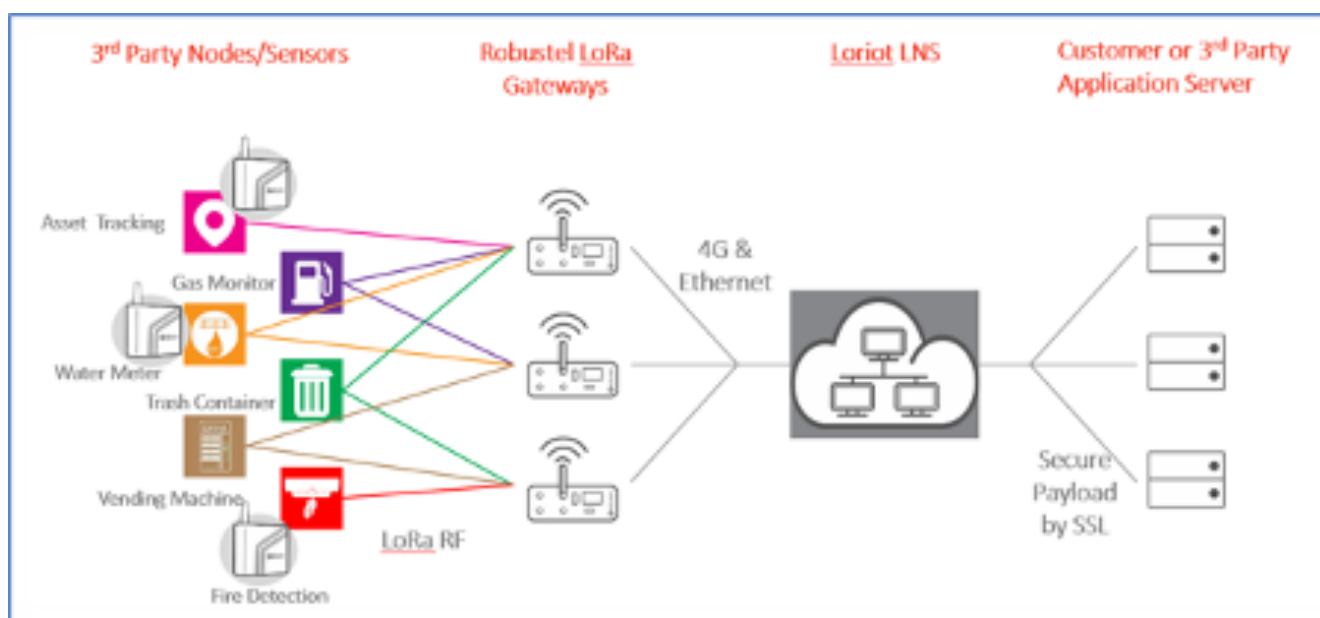 3rd Party Nodes/Sensors
Robustel LoRa
Gateways
Loriot LNS
Customer or 3rd Party
Application Server
Asset Tracking
Gas Monitor
Water Meter
Trash Container
Vending Machine
Fire Detection
LoRa RF
4G &
Ethernet
Secure
Payload
by SSL